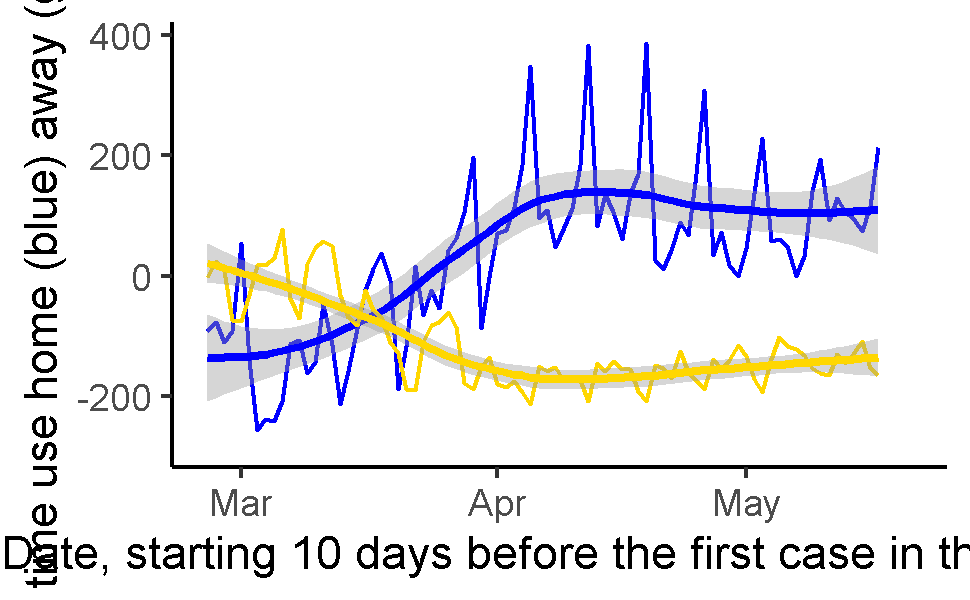 time use home (blue) away (
400
200
0
-200
Mar Apr May
Date, starting 10 days before the first case in th